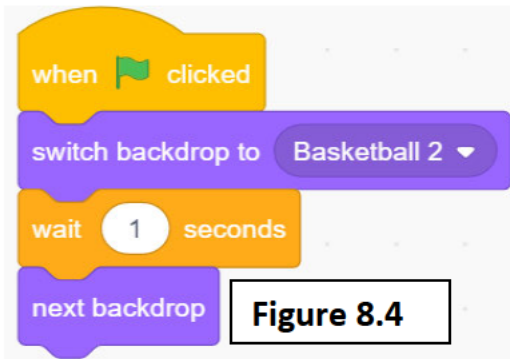 when clicked
switch backdrop to Basketball 2
wait 1 seconds
next backdrop
Figure 8.4